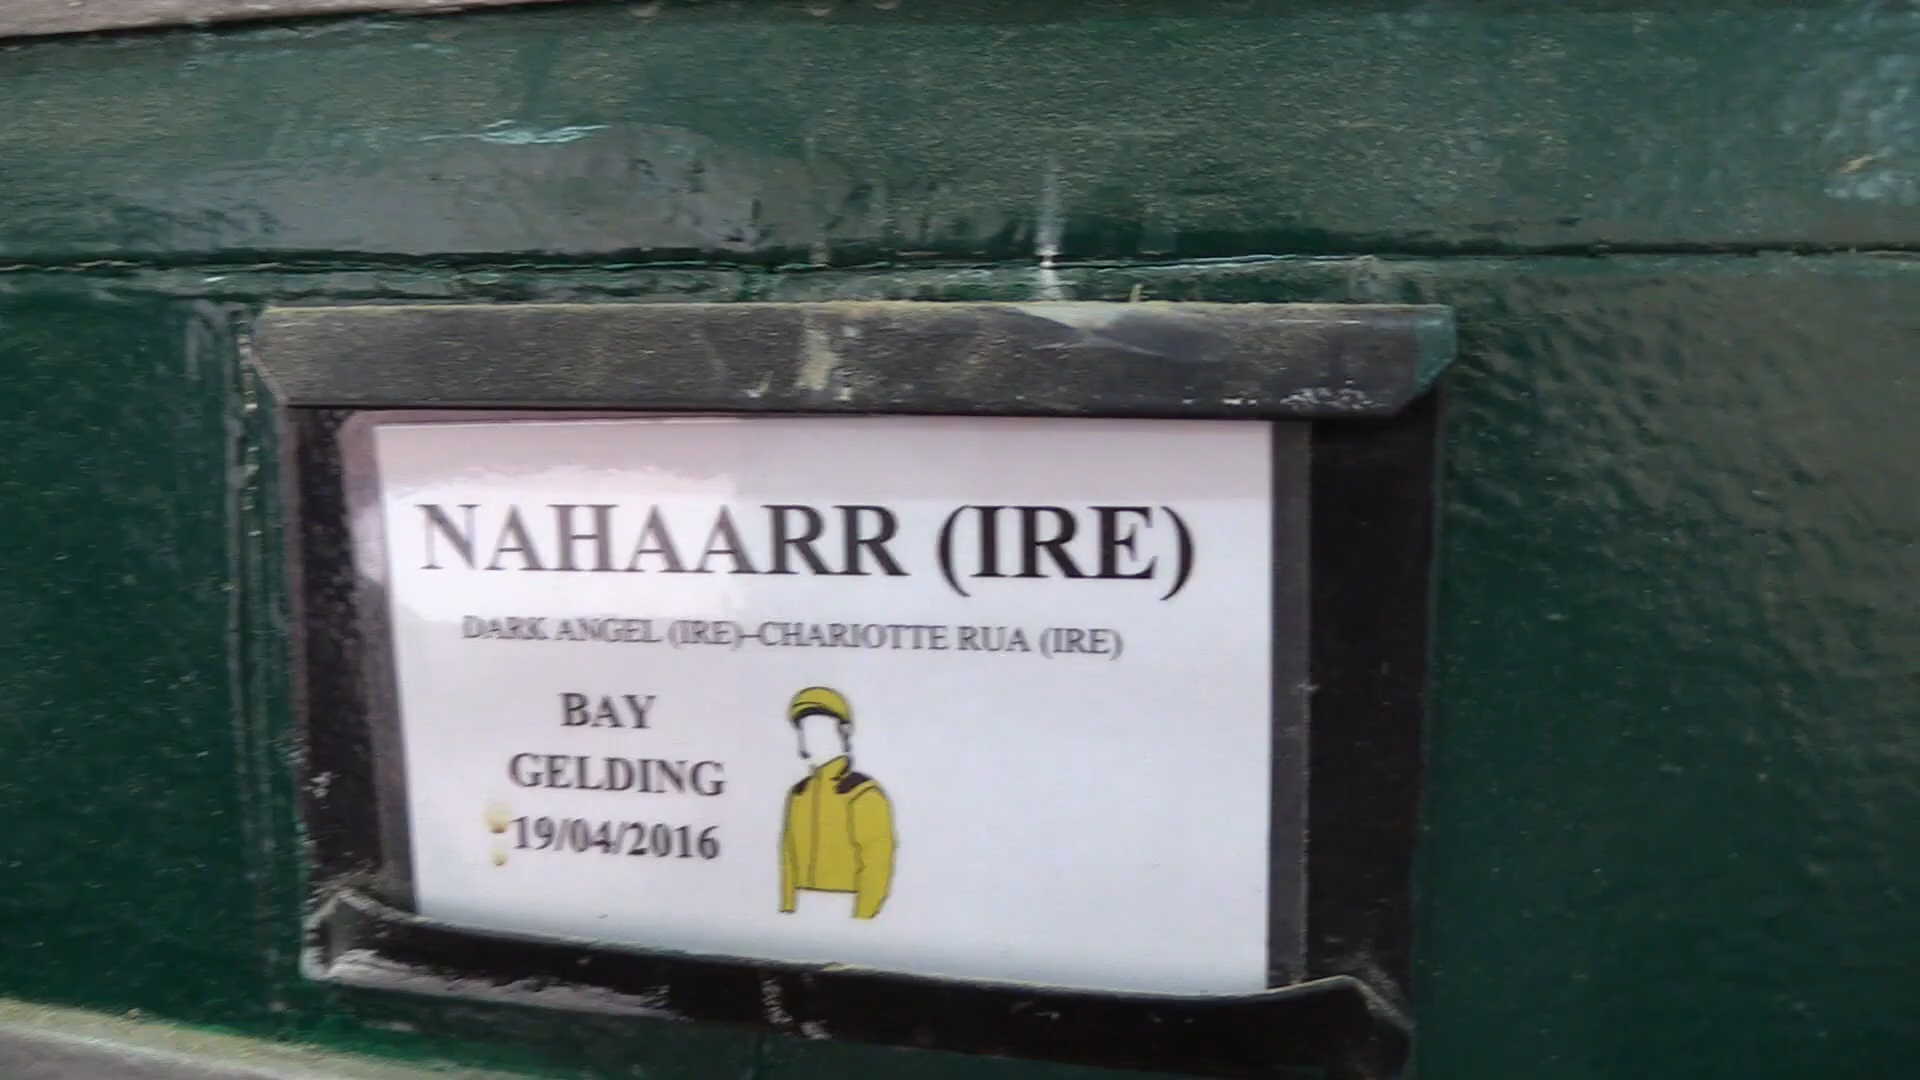 NAHAARR (IRE)
DARK ANGEL (IRE)-CHARIOTTE RUA (IRE)
BAY
GELDING
19/04/2016